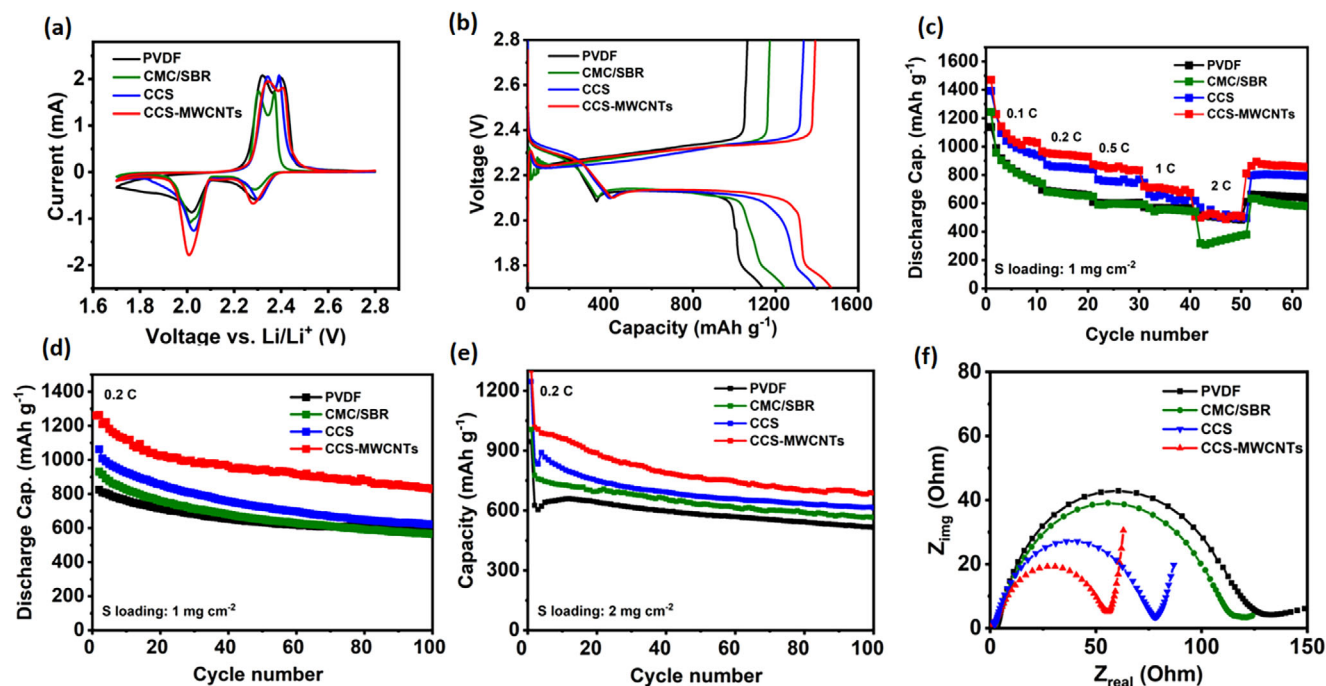 (a)
PVDF
CMC/SBR
CCS
CCS-MWCNTs
2
1
0
-1
-2
1.6 1.8 2.0 2.2 2.4 2.6 2.8
Current (mA)
Voltage vs. Li/Li+ (V)
(b)
PVDF
CMC/SBR
CCS
CCS-MWCNTs
2.8
2.6
2.4
2.2
2.0
1.8
0 400 800 1200 1600
Voltage (V)
Capacity (mAh g-1)
(c)
PVDF
CMC/SBR
CCS
CCS-MWCNTs
1600
1400
1200
1000
800
600
400
200
0
0.1 C
0.2 C
0.5 C
1 C
2 C
S loading: 1 mg cm-2
0 10 20 30 40 50 60
Discharge Cap. (mAh g-1)
Cycle number
(d)
0.2 C
PVDF
CMC/SBR
CCS
CCS-MWCNTs
1400
1200
1000
800
600
400
200
0
S loading: 1 mg cm-2
0 20 40 60 80 100
Discharge Cap. (mAh g-1)
Cycle number
(e)
0.2 C
PVDF
CMC/SBR
CCS
CCS-MWCNTs
1200
900
600
300
0
S loading: 2 mg cm-2
0 20 40 60 80 100
Capacity (mAh g-1)
Cycle number
(f)
PVDF
CMC/SBR
CCS
CCS-MWCNTs
80
60
40
20
0
0 50 100 150
Zimg (Ohm)
Zreal (Ohm)